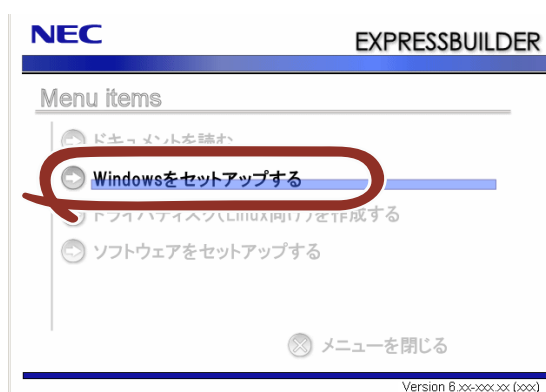 NEC
EXPRESSBUILDER
Menu items
ドキュメントを読む
Windowsをセットアップする
ドライバディスク(Linux向け)を作成する
ソフトウェアをセットアップする
メニューを閉じる
Version 6.xx-xxx.xx (xxx)